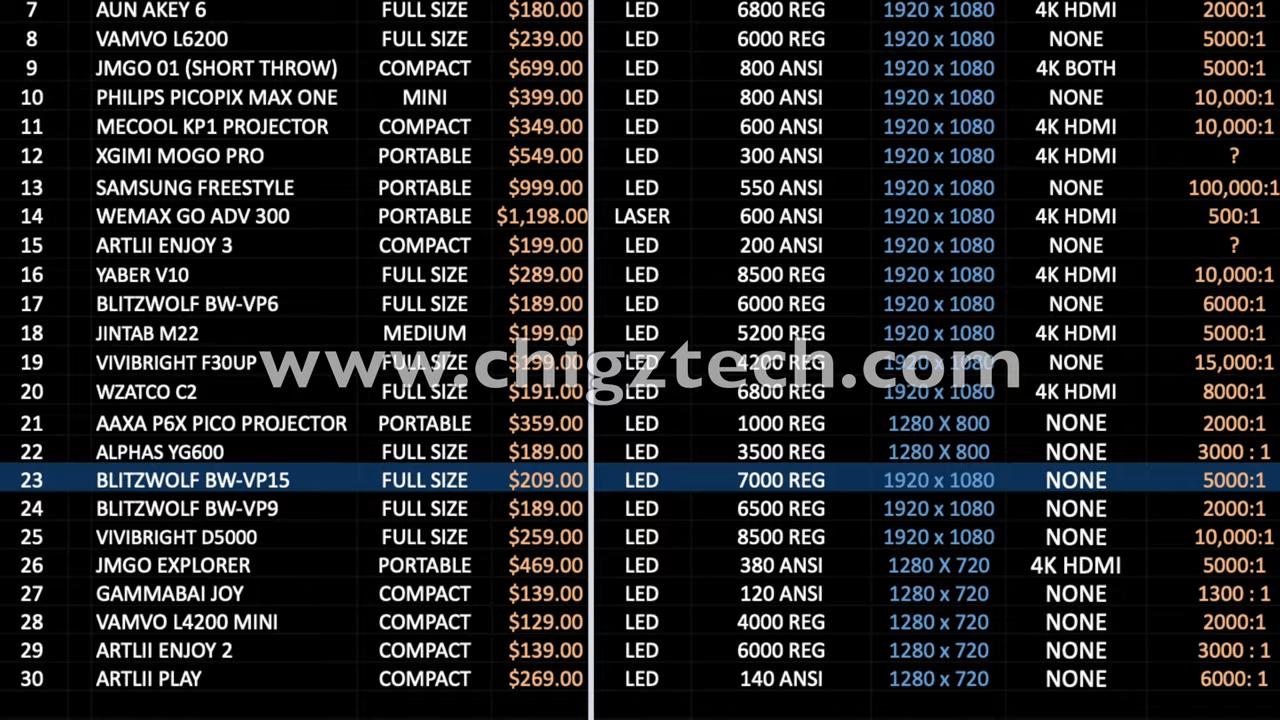 7 AUN AKEY 6 FULL SIZE $180.00 LED 6800 REG 1920 x 1080 4K HDMI 2000:1
8 VAMVO L6200 FULL SIZE $239.00 LED 6000 REG 1920 x 1080 NONE 5000:1
9 JMGO 01 (SHORT THROW) COMPACT $699.00 LED 800 ANSI 1920 x 1080 4K BOTH 5000:1
10 PHILIPS PICOPIX MAX ONE MINI $399.00 LED 800 ANSI 1920 x 1080 NONE 10,000:1
11 MECOOL KP1 PROJECTOR COMPACT $349.00 LED 600 ANSI 1920 x 1080 4K HDMI 10,000:1
12 XGIMI MOGO PRO PORTABLE $549.00 LED 300 ANSI 1920 x 1080 4K HDMI ?
13 SAMSUNG FREESTYLE PORTABLE $999.00 LED 550 ANSI 1920 x 1080 NONE 100,000:1
14 WEMAX GO ADV 300 PORTABLE $1,198.00 LASER 600 ANSI 1920 x 1080 4K HDMI 500:1
15 ARTLII ENJOY 3 COMPACT $199.00 LED 200 ANSI 1920 x 1080 NONE ?
16 YABER V10 FULL SIZE $289.00 LED 8500 REG 1920 x 1080 4K HDMI 10,000:1
17 BLITZWOLF BW-VP6 FULL SIZE $189.00 LED 6000 REG 1920 x 1080 NONE 6000:1
18 JINTAB M22 MEDIUM $199.00 LED 5200 REG 1920 x 1080 4K HDMI 5000:1
19 VIVIBRIGHT F30UP FULL SIZE $199.00 LED 4200 REG 1920 x 1080 NONE 15,000:1
www.chigztech.com
20 WZATCO C2 FULL SIZE $191.00 LED 6800 REG 1920 x 1080 4K HDMI 8000:1
21 AAXA P6X PICO PROJECTOR PORTABLE $359.00 LED 1000 REG 1280 X 800 NONE 2000:1
22 ALPHAS YG600 FULL SIZE $189.00 LED 3500 REG 1280 X 800 NONE 3000 : 1
23 BLITZWOLF BW-VP15 FULL SIZE $209.00 LED 7000 REG 1920 x 1080 NONE 5000:1
24 BLITZWOLF BW-VP9 FULL SIZE $189.00 LED 6500 REG 1920 x 1080 NONE 2000:1
25 VIVIBRIGHT D5000 FULL SIZE $259.00 LED 8500 REG 1920 x 1080 NONE 10,000:1
26 JMGO EXPLORER PORTABLE $469.00 LED 380 ANSI 1280 X 720 4K HDMI 5000:1
27 GAMMABAI JOY COMPACT $139.00 LED 120 ANSI 1280 x 720 NONE 1300 : 1
28 VAMVO L4200 MINI COMPACT $129.00 LED 4000 REG 1280 x 720 NONE 2000:1
29 ARTLII ENJOY 2 COMPACT $139.00 LED 6000 REG 1280 x 720 NONE 3000 : 1
30 ARTLII PLAY COMPACT $269.00 LED 140 ANSI 1280 x 720 NONE 6000: 1